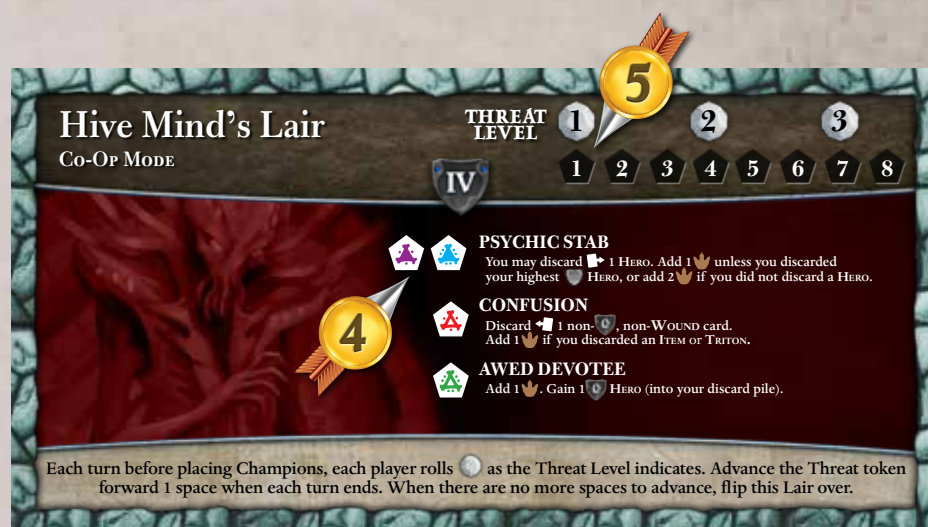 5
Hive Mind's Lair
THREAT LEVEL 1 2 3
Co-Op Mode
1 2 3 4 5 6 7 8
IV
PSYCHIC STAB
You may discard 1 Hero. Add 1 unless you discarded
your highest Hero, or add 2 if you did not discard a Hero.
4
CONFUSION
Discard 1 non-0, non-Wound card.
Add 1 if you discarded an Item or Triton.
AWED DEVOTEE
Add 1. Gain 1 0 Hero (into your discard pile).
Each turn before placing Champions, each player rolls as the Threat Level indicates. Advance the Threat token
forward 1 space when each turn ends. When there are no more spaces to advance, flip this Lair over.